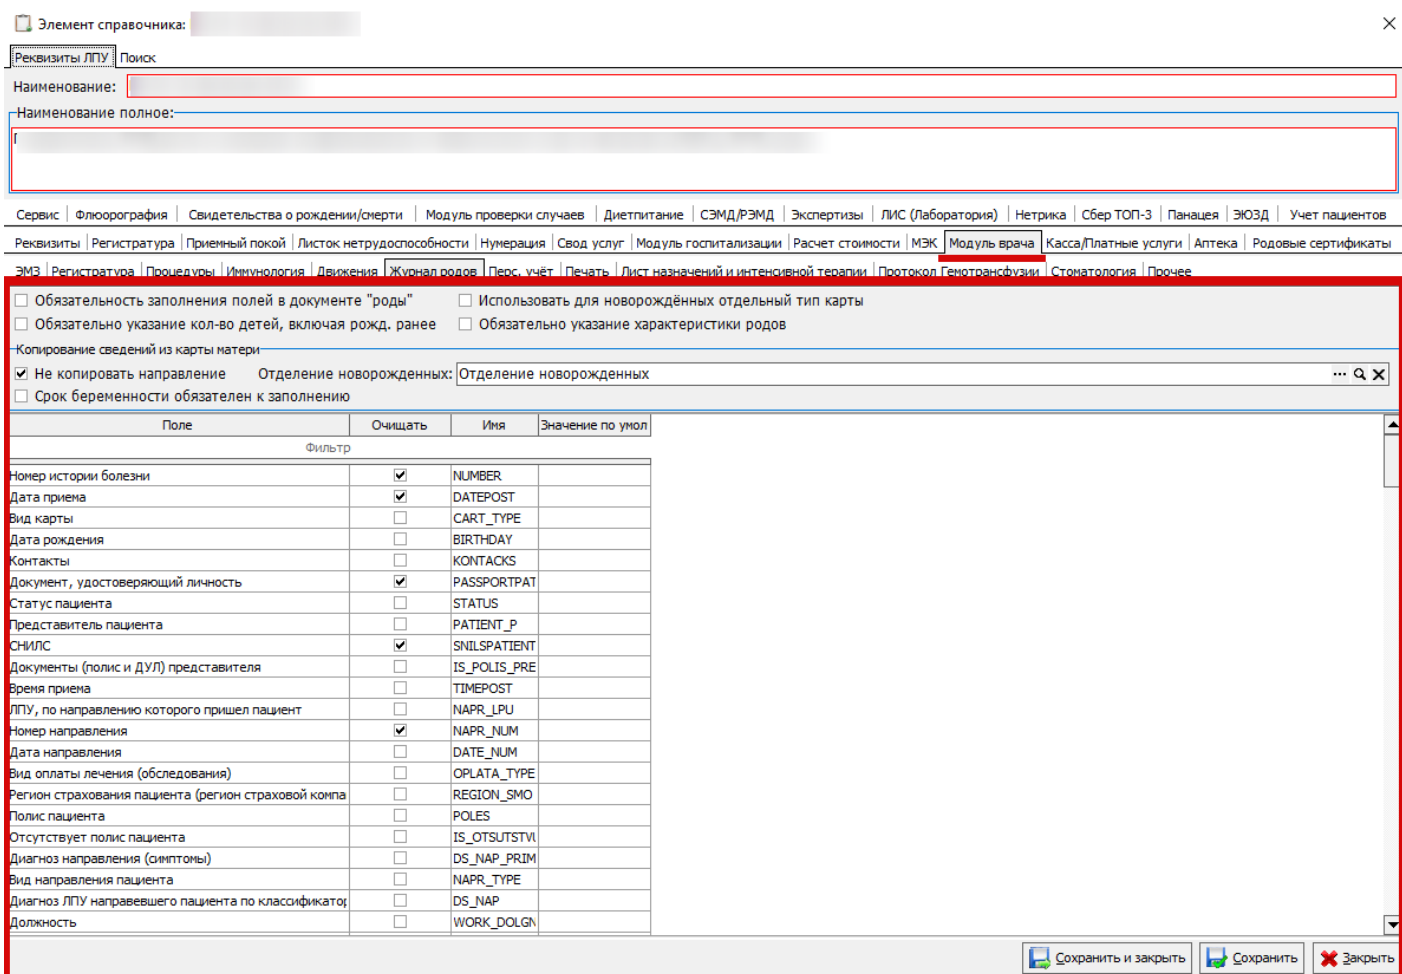 Элемент справочника:
Реквизиты ЛПУ Поиск
Наименование:
Наименование полное:
Сервис Флюорография Свидетельства о рождении/смерти Модуль проверки случаев Диетпитание СЭМД/РЭМД Экспертизы ЛИС (Лаборатория) Нетрика Сбер ТОП-3 Панацея ЭЮЗД Учет пациентов
Реквизиты Регистратура Приемный покой Листок нетрудоспособности Нумерация Свод услуг Модуль госпитализации Расчет стоимости МЭК Модуль врача Касса/Платные услуги Аптека Родовые сертификаты
ЭМЗ Регистратура Процедуры Иммунология Движения Журнал родов Перс. учёт Печать Лист назначений и интенсивной терапии Протокол Гемотрансфузии Стоматология Прочее
Обязательность заполнения полей в документе "роды" Использовать для новорождённых отдельный тип карты
Обязательно указание кол-во детей, включая рожд. ранее Обязательно указание характеристики родов
Копирование сведений из карты матери
Не копировать направление Отделение новорожденных: Отделение новорожденных
Срок беременности обязателен к заполнению
Поле Очищать Имя Значение по умол
Фильтр
Номер истории болезни NUMBER
Дата приема DATEPOST
Вид карты CART_TYPE
Дата рождения BIRTHDAY
Контакты KONTACKS
Документ, удостоверяющий личность PASSPORTPAT
Статус пациента STATUS
Представитель пациента PATIENT_P
СНИЛС SNILSPATIENT
Документы (полис и ДУЛ) представителя IS_POLIS_PRE
Время приема TIMEPOST
ЛПУ, по направлению которого пришел пациент NAPR_LPU
Номер направления NAPR_NUM
Дата направления DATE_NUM
Вид оплаты лечения (обследования) OPLATA_TYPE
Регион страхования пациента (регион страховой компа REGION_SMO
Полис пациента POLES
Отсутствует полис пациента IS_OTSUTSTVU
Диагноз направления (симптомы) DS_NAP_PRIM
Вид направления пациента NAPR_TYPE
Диагноз ЛПУ направевшего пациента по классификатор DS_NAP
Должность WORK_DOLGN
Сохранить и закрыть Сохранить Закрыть